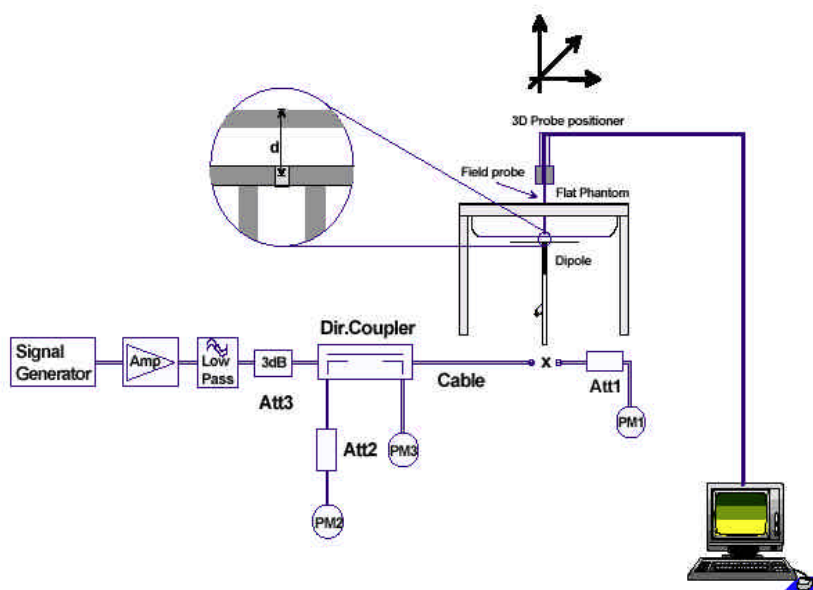 d
3D Probe positioner
Field probe
Flat Phantom
Dipole
Dir.Coupler
Signal
Generator
Amp
Low
Pass
3dB
Cable
x
Att1
Att3
Att2
PM3
PM1
PM2